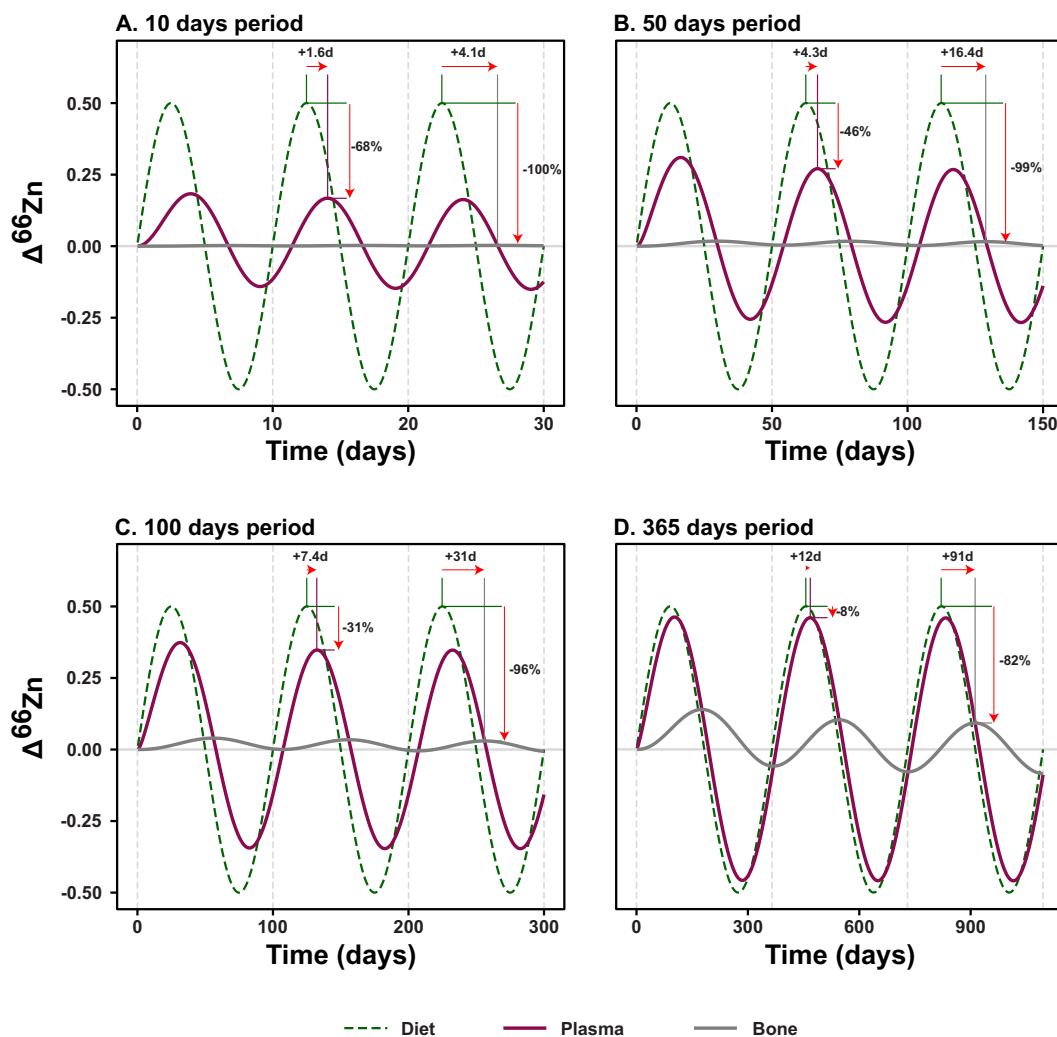 A. 10 days period
+1.6d
+4.1d
-68%
-100%
0.50
0.25
0.00
-0.25
-0.50
Δ66Zn
0
10
20
30
Time (days)
B. 50 days period
+4.3d
+16.4d
-46%
-99%
0
50
100
150
Time (days)
C. 100 days period
+7.4d
+31d
-31%
-96%
0.50
0.25
0.00
-0.25
-0.50
Δ66Zn
0
100
200
300
Time (days)
D. 365 days period
+12d
+91d
-8%
-82%
0
300
600
900
Time (days)
Diet
Plasma
Bone